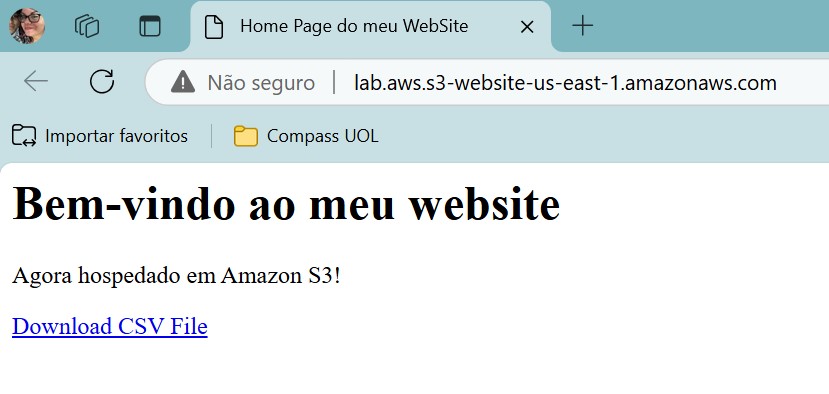 Home Page do meu WebSite
Não seguro lab.aws.s3-website-us-east-1.amazonaws.com
Importar favoritos Compass UOL
Bem-vindo ao meu website
Agora hospedado em Amazon S3!
Download CSV File